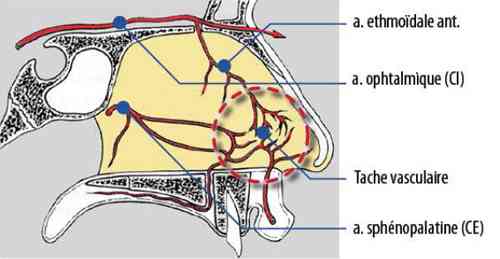 a. ethmoïdale ant.
a. ophtalmique (CI)
Tache vasculaire
a. sphénopalatine (CE)